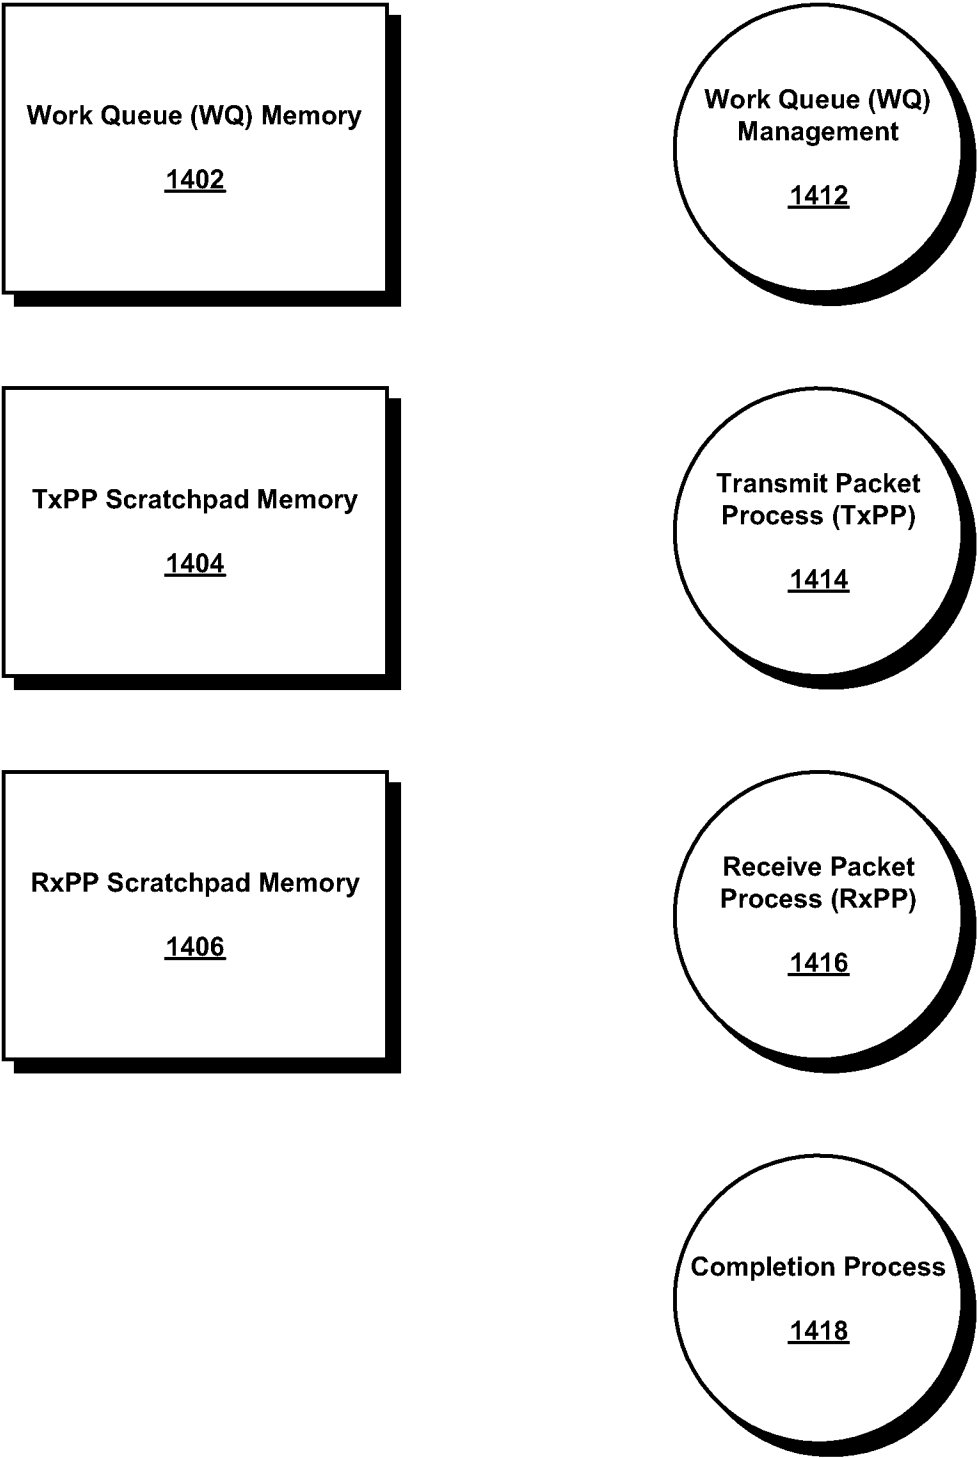 Work Queue (WQ) Memory
1402
Work Queue (WQ)
Management
1412
TxPP Scratchpad Memory
1404
Transmit Packet
Process (TxPP)
1414
RxPP Scratchpad Memory
1406
Receive Packet
Process (RxPP)
1416
Completion Process
1418